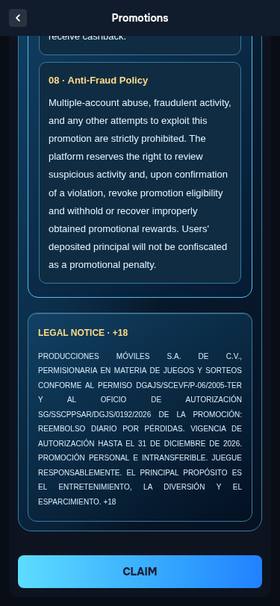 Promotions
receive cashback.
08 · Anti-Fraud Policy
Multiple-account abuse, fraudulent activity,
and any other attempts to exploit this
promotion are strictly prohibited. The
platform reserves the right to review
suspicious activity and, upon confirmation
of a violation, revoke promotion eligibility
and withhold or recover improperly
obtained promotional rewards. Users'
deposited principal will not be confiscated
as a promotional penalty.
LEGAL NOTICE · +18
PRODUCCIONES MÓVILES S.A. DE C.V.,
PERMISIONARIA EN MATERIA DE JUEGOS Y SORTEOS
CONFORME AL PERMISO DGAJS/SCEVF/P-06/2005-TER
Y AL OFICIO DE AUTORIZACIÓN
SG/SSCPPSAR/DGJS/0192/2026 DE LA PROMOCIÓN:
REEMBOLSO DIARIO POR PÉRDIDAS. VIGENCIA DE
AUTORIZACIÓN HASTA EL 31 DE DICIEMBRE DE 2026.
PROMOCIÓN PERSONAL E INTRANSFERIBLE. JUEGUE
RESPONSABLEMENTE. EL PRINCIPAL PROPÓSITO ES
EL ENTRETENIMIENTO, LA DIVERSIÓN Y EL
ESPARCIMIENTO. +18
CLAIM